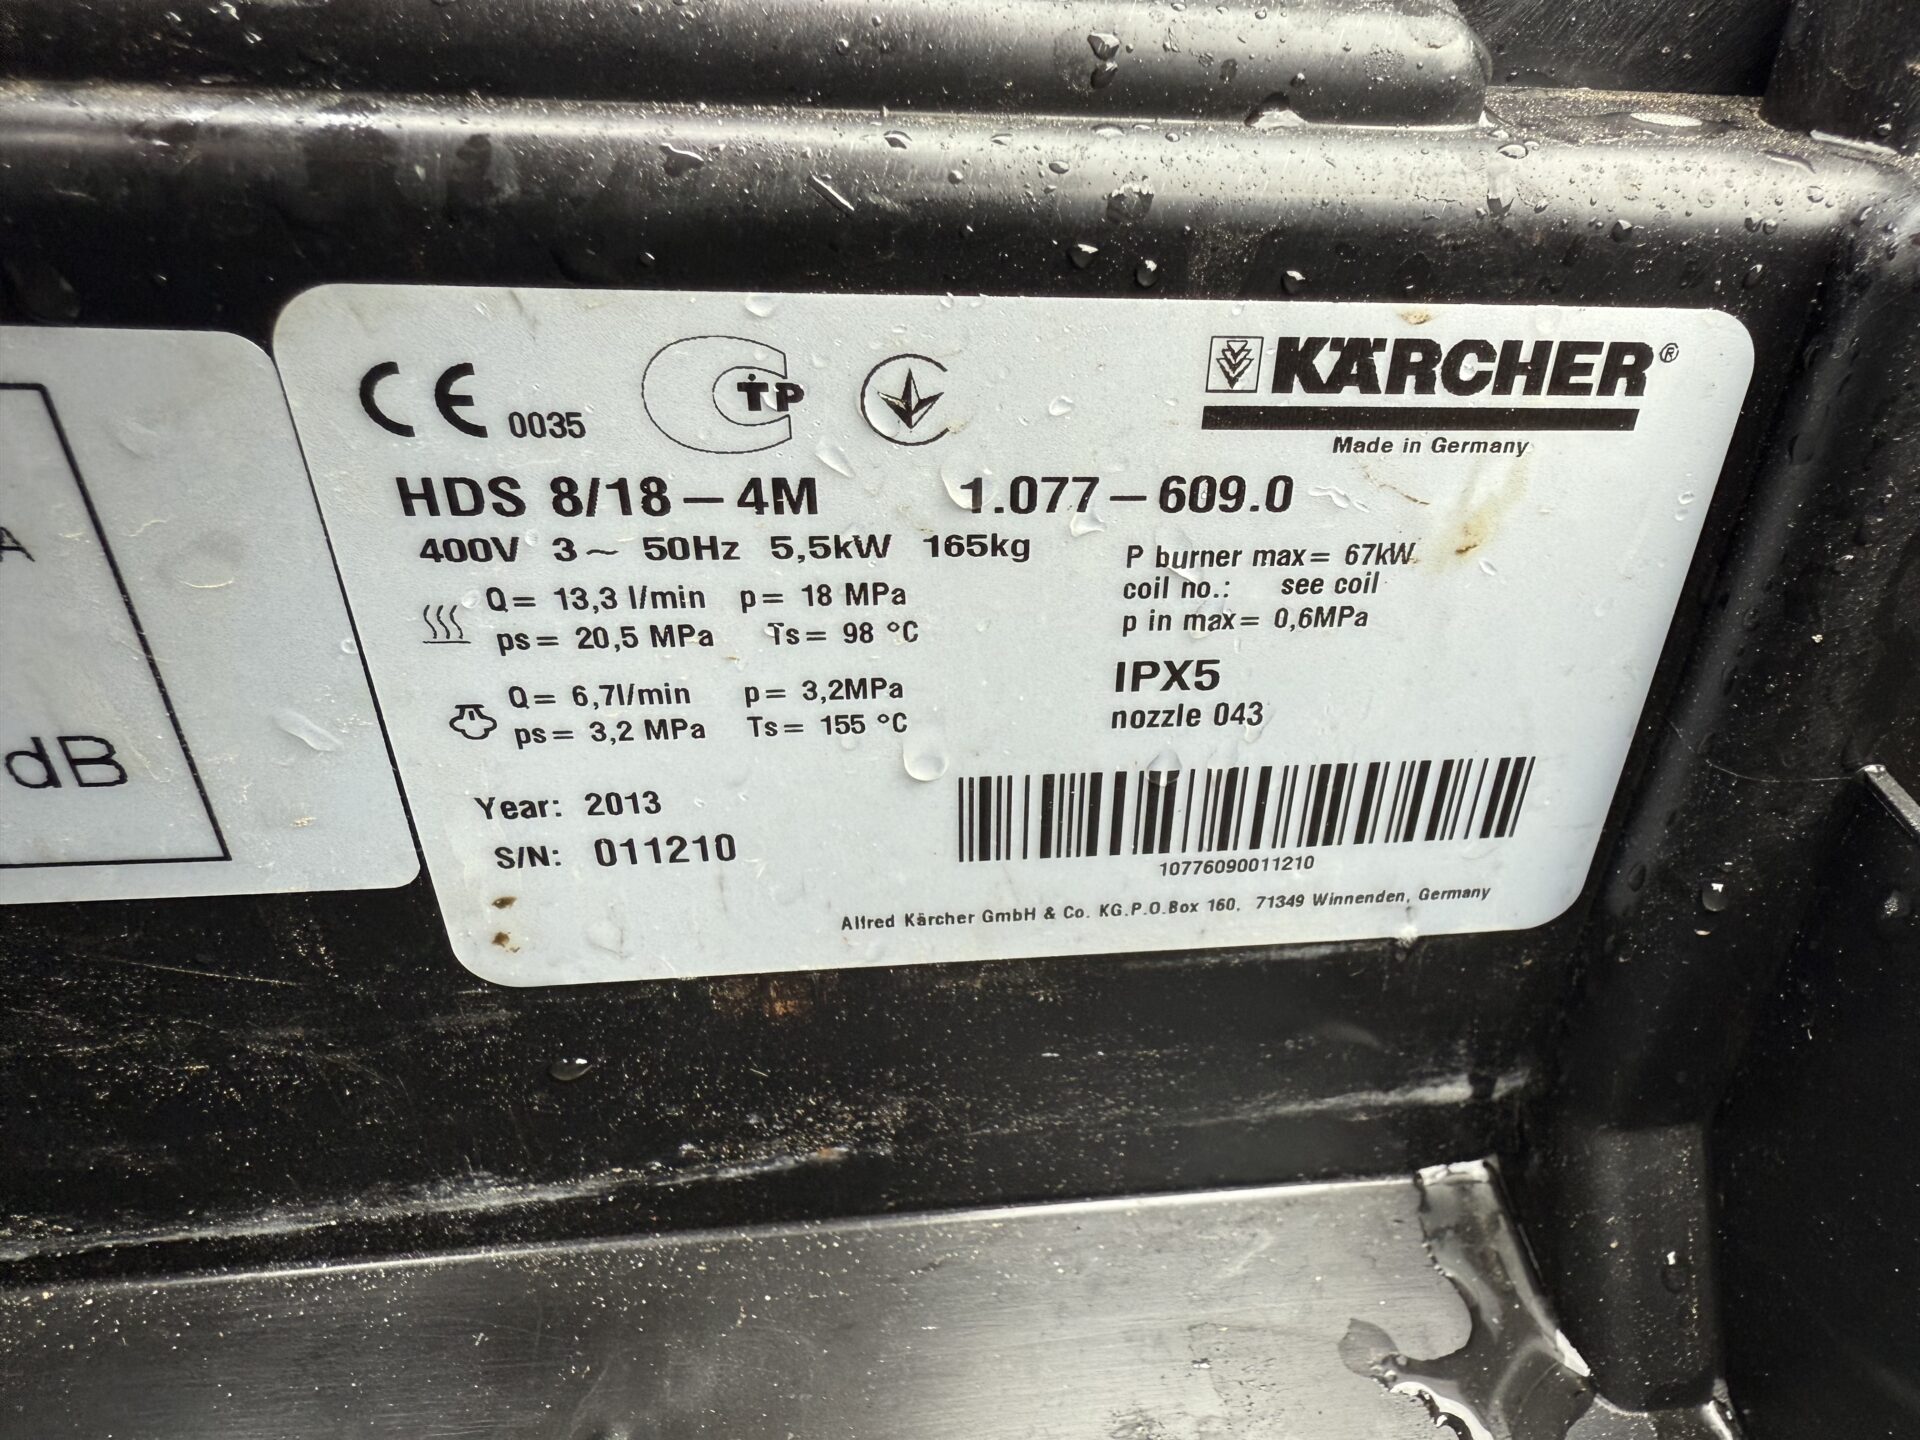 A
dB
CE 0035
TP
KÄRCHER®
Made in Germany
HDS 8/18-4M 1.077-609.0
400V 3~ 50Hz 5,5kW 165kg
P burner max= 67kW
coil no.: see coil
p in max= 0,6MPa
Q= 13,3 l/min p= 18 MPa
ps= 20,5 MPa Ts= 98 °C
Q= 6,7l/min p= 3,2MPa
ps= 3,2 MPa Ts= 155 °C
IPX5
nozzle 043
Year: 2013
S/N: 011210
10776090011210
Alfred Kärcher GmbH & Co. KG.P.O.Box 160, 71349 Winnenden, Germany